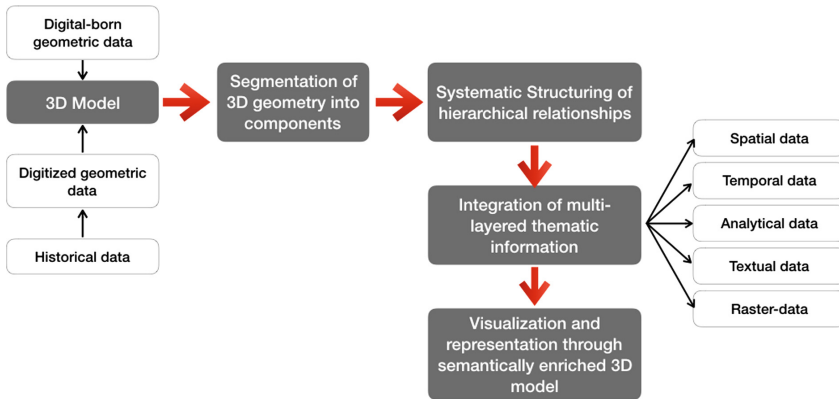 Digital-born
geometric data
3D Model
Digitized geometric
data
Historical data
Segmentation of
3D geometry into
components
Systematic Structuring of
hierarchical relationships
Integration of multi-
layered thematic
information
Visualization and
representation through
semantically enriched 3D
model
Spatial data
Temporal data
Analytical data
Textual data
Raster-data